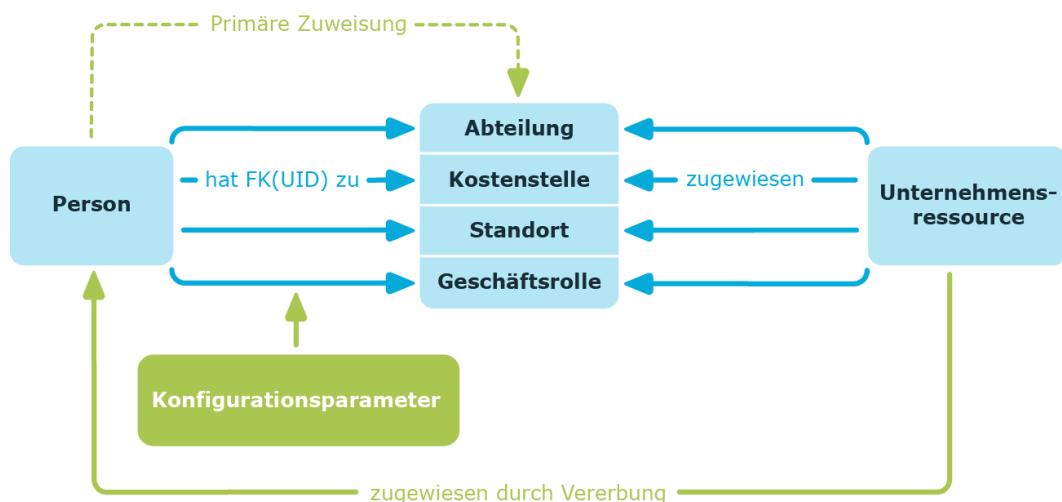 Primäre Zuweisung
Abteilung
Person
hat FK(UID) zu
Kostenstelle
zugewiesen
Unternehmens-
ressource
Standort
Geschäftsrolle
Konfigurationsparameter
zugewiesen durch Vererbung